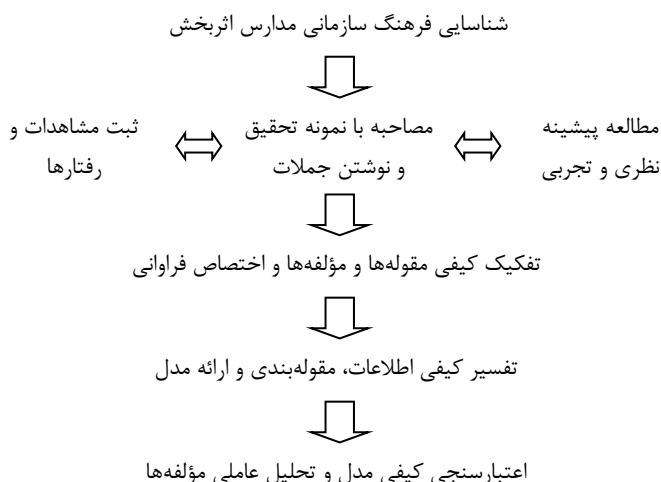 شناسایی فرهنگ سازمانی مدارس اثربخش
مطالعه پیشینه
نظری و تجربی
مصاحبه با نمونه تحقیق
و نوشتن جملات
ثبت مشاهدات و
رفتارها
تفکیک کیفی مقوله‌ها و مؤلفه‌ها و اختصاص فراوانی
تفسیر کیفی اطلاعات، مقوله‌بندی و ارائه مدل
اعتبارسنجی کیفی مدل و تحلیل عاملی مؤلفه‌ها